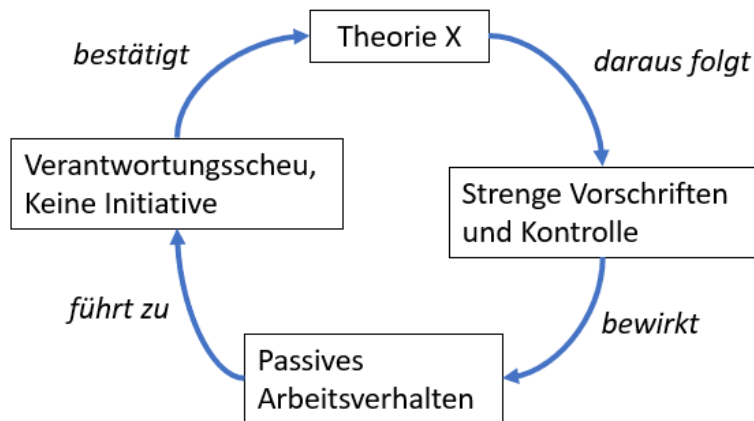 Theorie X
daraus folgt
Strenge Vorschriften
und Kontrolle
bewirkt
Passives
Arbeitsverhalten
führt zu
Verantwortungsscheu,
Keine Initiative
bestätigt